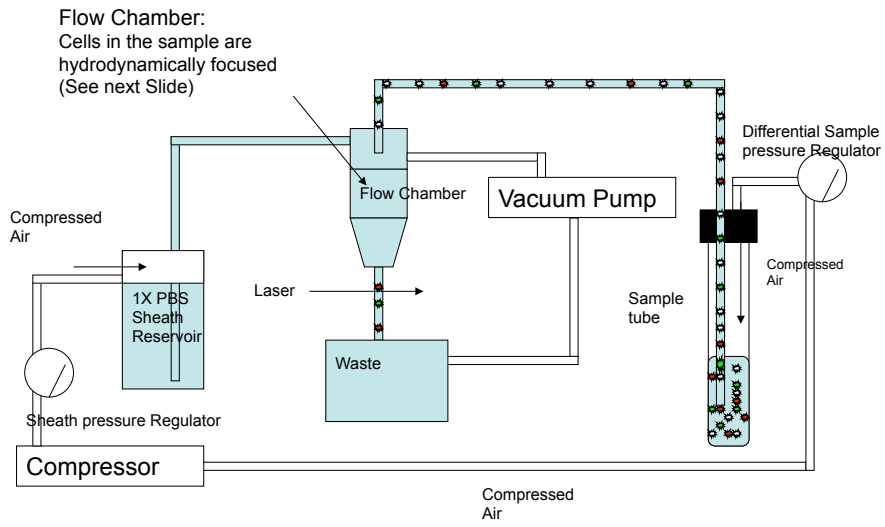 Flow Chamber:
Cells in the sample are
hydrodynamically focused
(See next Slide)
Differential Sample
pressure Regulator
Flow Chamber
Vacuum Pump
Compressed
Air
Compressed
Air
Laser
1X PBS
Sheath
Reservoir
Sample
tube
Waste
Sheath pressure Regulator
Compressor
Compressed
Air